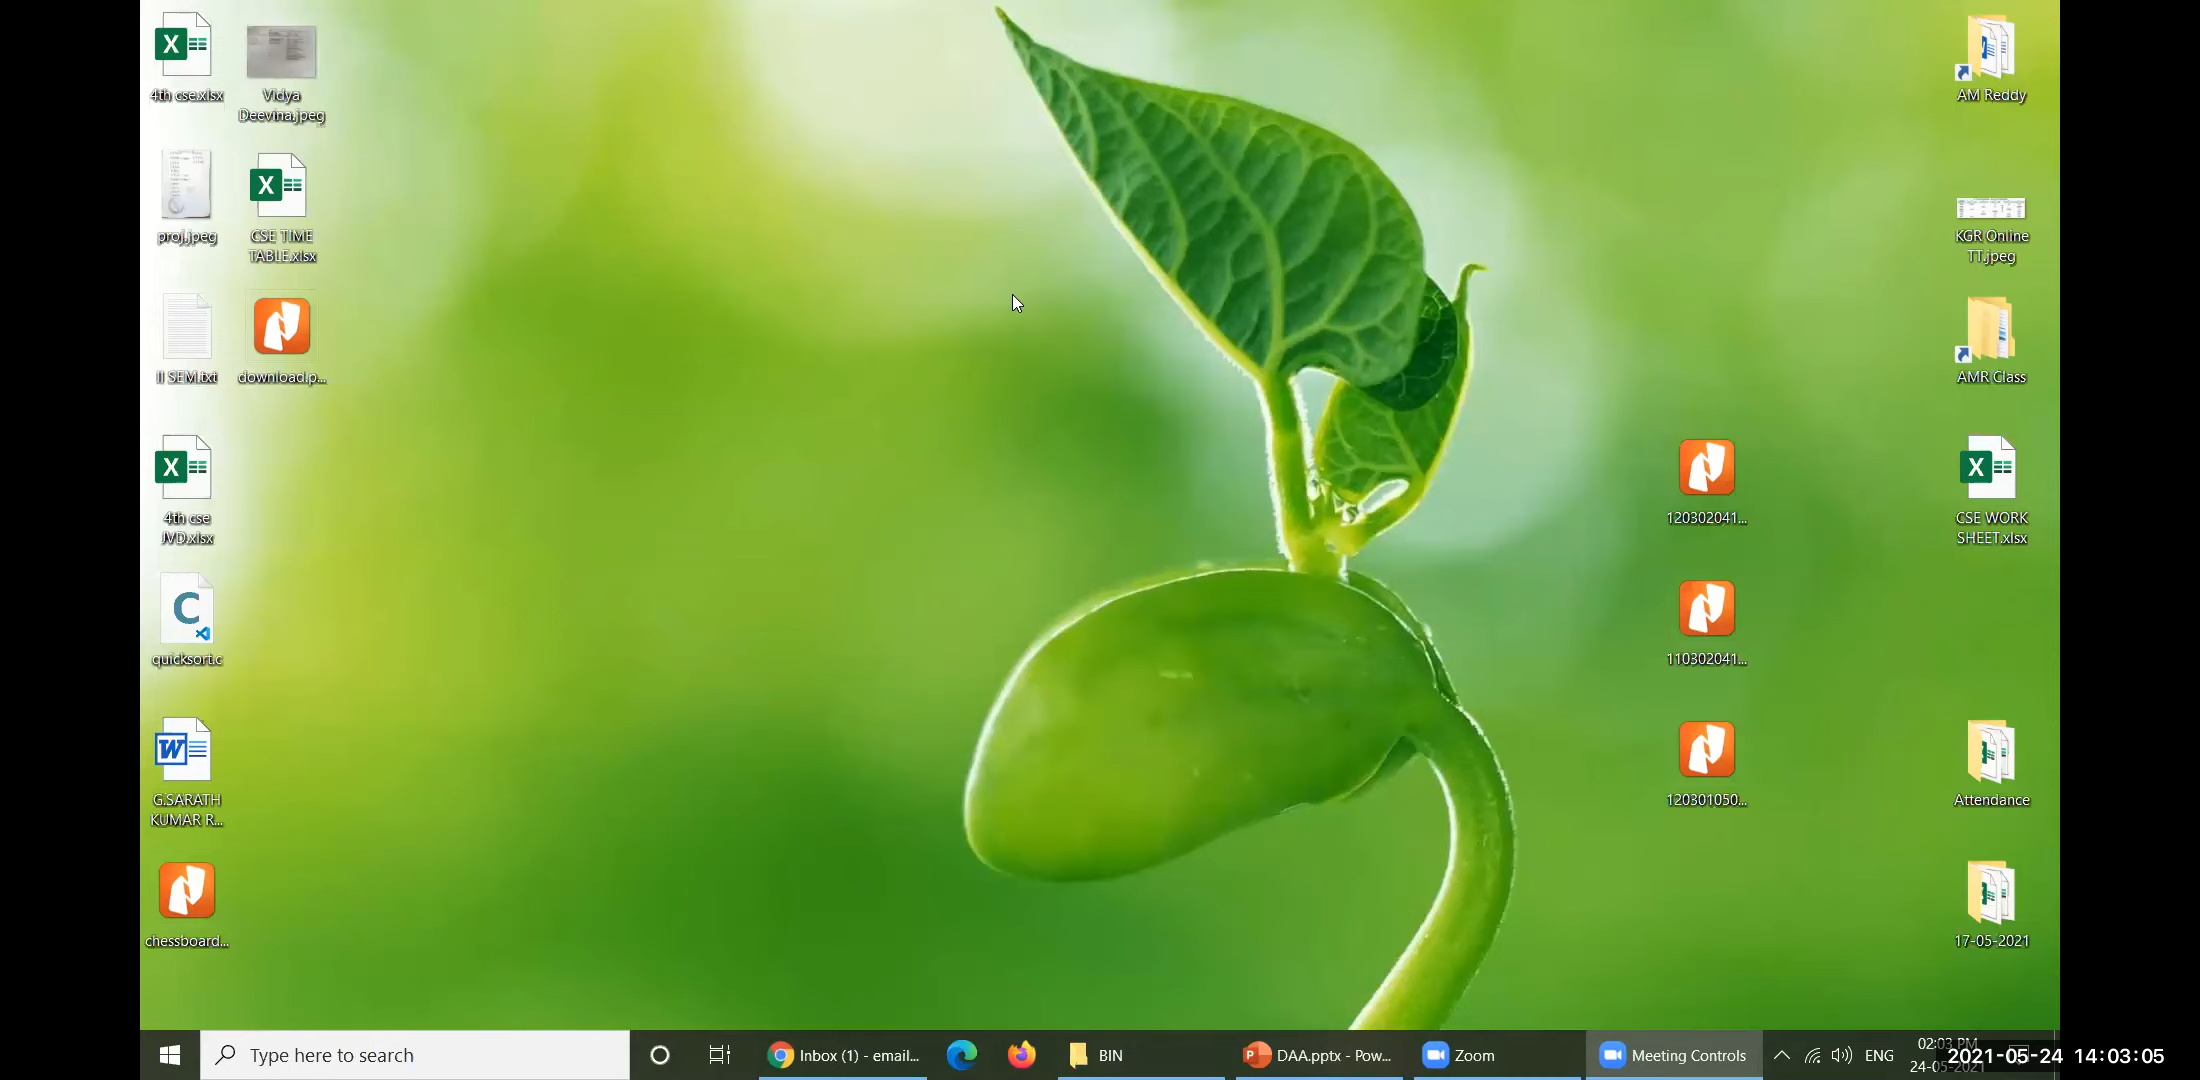 4th cse.xlsx
Vidya
Deevina.jpeg
AM Reddy
proj.jpeg
CSE TIME
TABLE.xlsx
KGR Online
TT.jpeg
II SEM.txt
download.p...
AMR Class
4th cse
JVD.xlsx
120302041...
CSE WORK
SHEET.xlsx
quicksort.c
110302041...
G.SARATH
KUMAR R...
120301050...
Attendance
chessboard...
17-05-2021
Type here to search
Inbox (1) - email...
BIN
DAA.pptx - Pow...
Zoom
Meeting Controls
ENG
02:03 PM
24-05-2021
2021-05-24 14:03:05